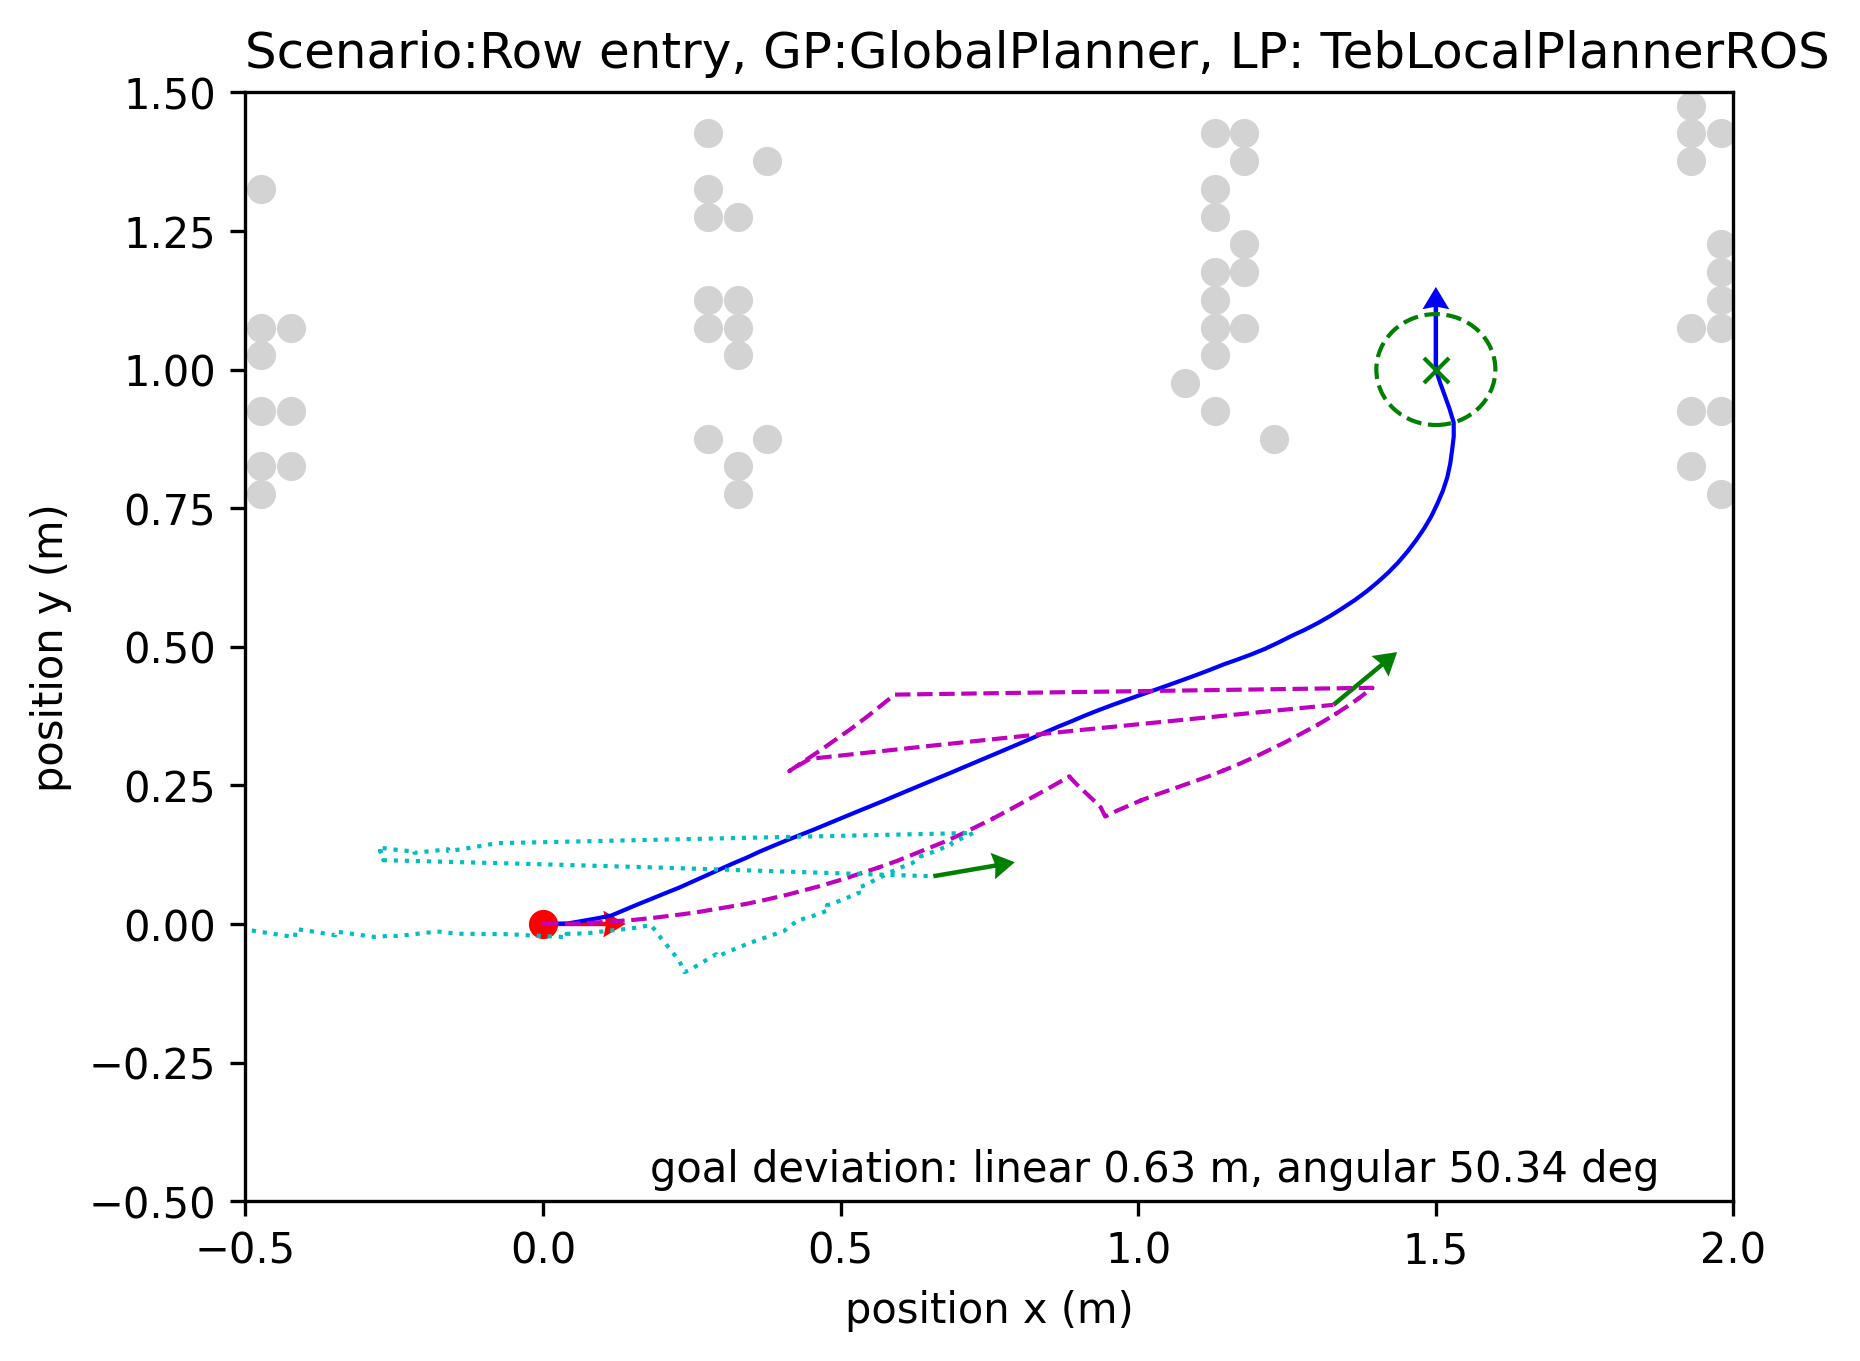 Scenario:Row entry, GP:GlobalPlanner, LP: TebLocalPlannerROS
1.50
1.25
1.00
0.75
0.50
0.25
0.00
−0.25
−0.50
position y (m)
goal deviation: linear 0.63 m, angular 50.34 deg
−0.5 0.0 0.5 1.0 1.5 2.0
position x (m)